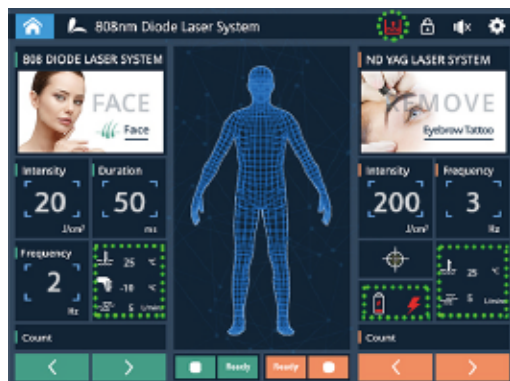 808nm Diode Laser System
808 DIODE LASER SYSTEM
FACE
Face
Intensity
20
J/cm²
Duration
50
ms
Frequency
2
Hz
25 °C
-10 °C
5 L/min
Count
Ready
Ready
ND YAG LASER SYSTEM
REMOVE
Eyebrow Tattoo
Intensity
200
J/cm²
Frequency
3
Hz
25 °C
5 L/min
Count